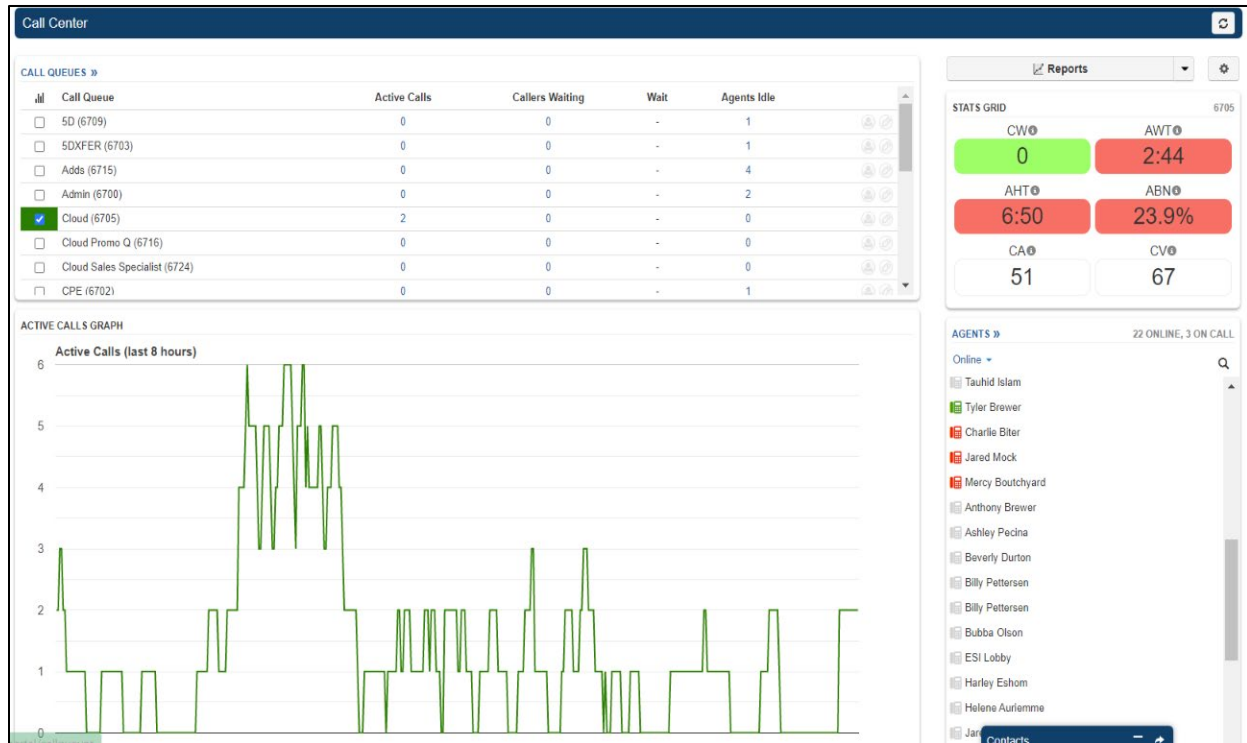 Call Center
CALL QUEUES »
Call Queue Active Calls Callers Waiting Wait Agents Idle
5D (6709) 0 0 - 1
5DXFER (6703) 0 0 - 1
Adds (6715) 0 0 - 4
Admin (6700) 0 0 - 2
Cloud (6705) 2 0 - 0
Cloud Promo Q (6716) 0 0 - 0
Cloud Sales Specialist (6724) 0 0 - 0
CPE (6702) 0 0 - 1
ACTIVE CALLS GRAPH
Active Calls (last 8 hours)
6
5
4
3
2
1
0
Reports
STATS GRID 6705
CW AWT
0 2:44
AHT ABN
6:50 23.9%
CA CV
51 67
AGENTS » 22 ONLINE, 3 ON CALL
Online
Tauhid Islam
Tyler Brewer
Charlie Biter
Jared Mock
Mercy Boutchyard
Anthony Brewer
Ashley Pecina
Beverly Durton
Billy Pettersen
Billy Pettersen
Bubba Olson
ESI Lobby
Harley Eshom
Helene Auriemme
Contacts